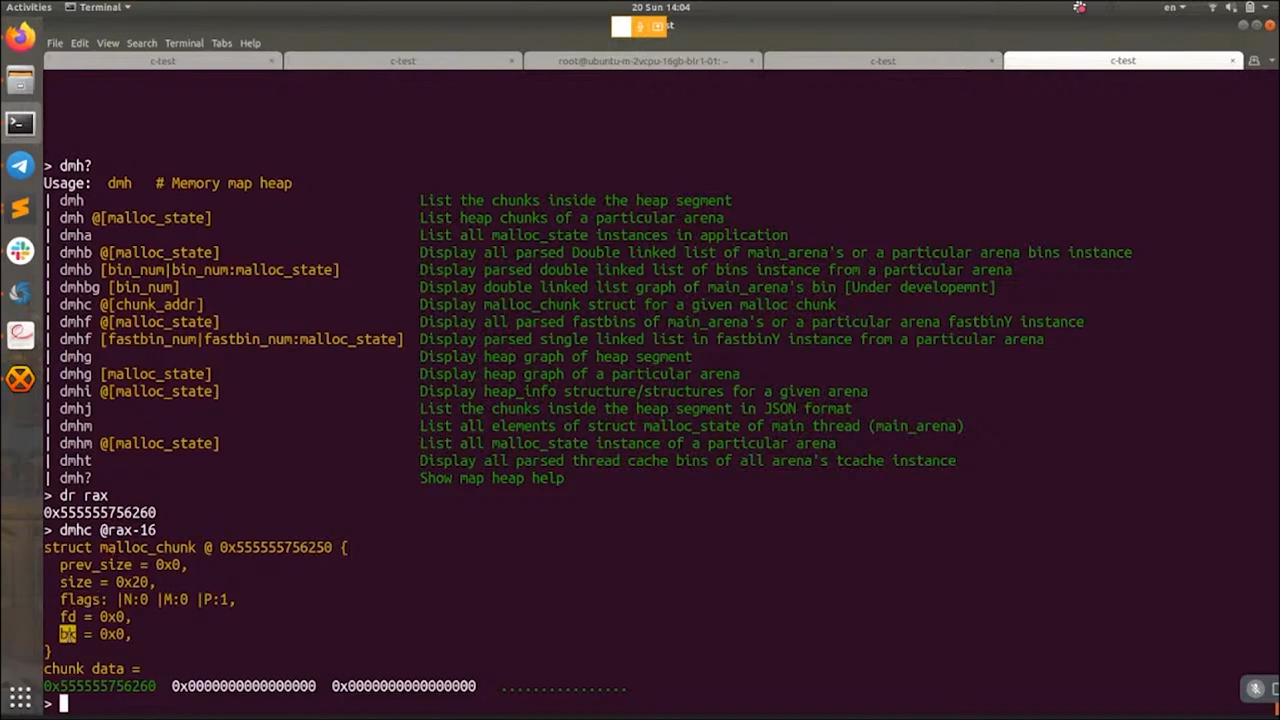 Activities Terminal 20 Sun 14:04 en
st
File Edit View Search Terminal Tabs Help
c-test × c-test × root@ubuntu-m-2vcpu-16gb-blr1-01: ~ × c-test × c-test ×
> dmh?
Usage: dmh # Memory map heap
| dmh List the chunks inside the heap segment
| dmh @[malloc_state] List heap chunks of a particular arena
| dmha List all malloc_state instances in application
| dmhb @[malloc_state] Display all parsed Double linked list of main_arena's or a particular arena bins instance
| dmhb [bin_num|bin_num:malloc_state] Display parsed double linked list of bins instance from a particular arena
| dmhbg [bin_num] Display double linked list graph of main_arena's bin [Under developemnt]
| dmhc @[chunk_addr] Display malloc_chunk struct for a given malloc chunk
| dmhf @[malloc_state] Display all parsed fastbins of main_arena's or a particular arena fastbinY instance
| dmhf [fastbin_num|fastbin_num:malloc_state] Display parsed single linked list in fastbinY instance from a particular arena
| dmhg Display heap graph of heap segment
| dmhg [malloc_state] Display heap graph of a particular arena
| dmhi @[malloc_state] Display heap_info structure/structures for a given arena
| dmhj List the chunks inside the heap segment in JSON format
| dmhm List all elements of struct malloc_state of main thread (main_arena)
| dmhm @[malloc_state] List all malloc_state instance of a particular arena
| dmht Display all parsed thread cache bins of all arena's tcache instance
| dmh? Show map heap help
> dr rax
0x555555756260
> dmhc @rax-16
struct malloc_chunk @ 0x555555756250 {
prev_size = 0x0,
size = 0x20,
flags: |N:0 |M:0 |P:1,
fd = 0x0,
bk = 0x0,
}
chunk data =
0x555555756260 0x0000000000000000 0x0000000000000000 ................
>